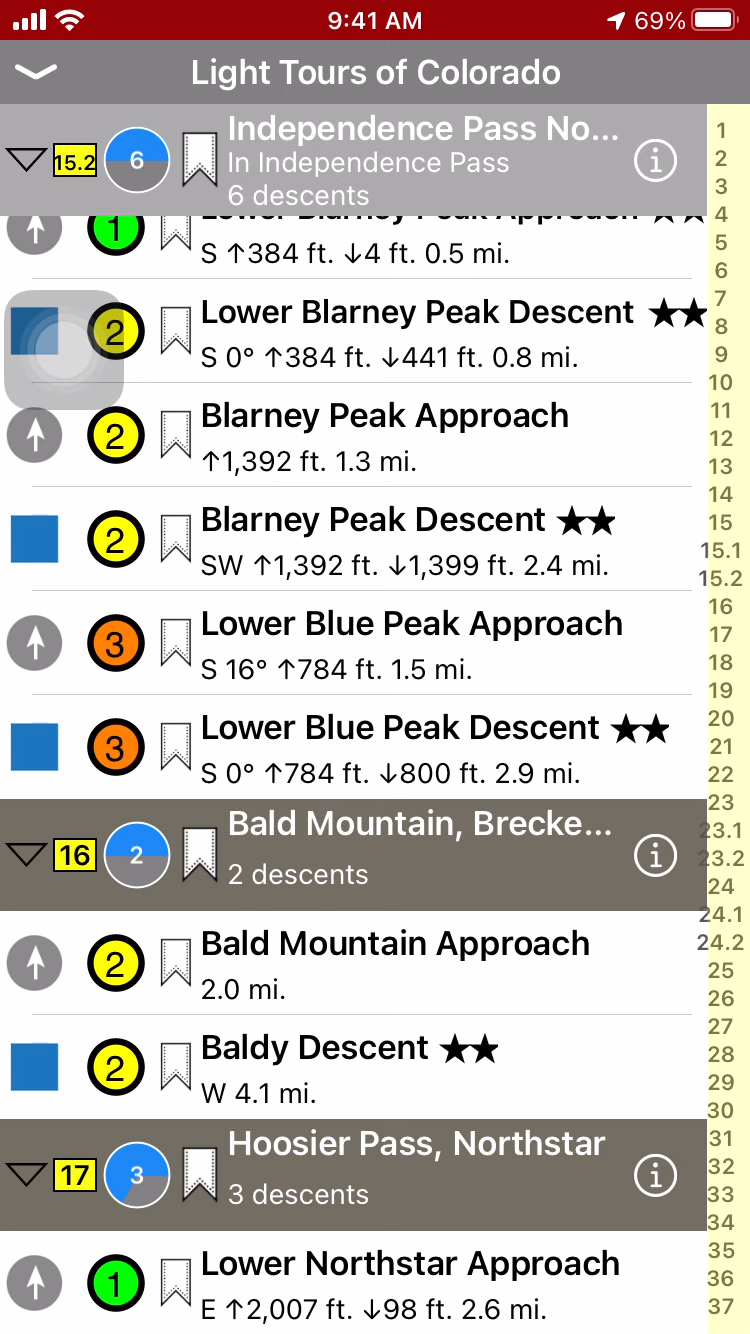 9:41 AM
69%
Light Tours of Colorado
15.2
6
Independence Pass No...
In Independence Pass
6 descents
i
1
Lower Blarney Peak Approach ★★
S ↑384 ft. ↓4 ft. 0.5 mi.
2
Lower Blarney Peak Descent ★★
S 0° ↑384 ft. ↓441 ft. 0.8 mi.
2
Blarney Peak Approach
↑1,392 ft. 1.3 mi.
2
Blarney Peak Descent ★★
SW ↑1,392 ft. ↓1,399 ft. 2.4 mi.
3
Lower Blue Peak Approach
S 16° ↑784 ft. 1.5 mi.
3
Lower Blue Peak Descent ★★
S 0° ↑784 ft. ↓800 ft. 2.9 mi.
16
2
Bald Mountain, Brecke...
2 descents
i
2
Bald Mountain Approach
2.0 mi.
2
Baldy Descent ★★
W 4.1 mi.
17
3
Hoosier Pass, Northstar
3 descents
i
1
Lower Northstar Approach
E ↑2,007 ft. ↓98 ft. 2.6 mi.
1
2
3
4
5
6
7
8
9
10
11
12
13
14
15
15.1
15.2
16
17
18
19
20
21
22
23
23.1
23.2
24
24.1
24.2
25
26
27
28
29
30
31
32
33
34
35
36
37